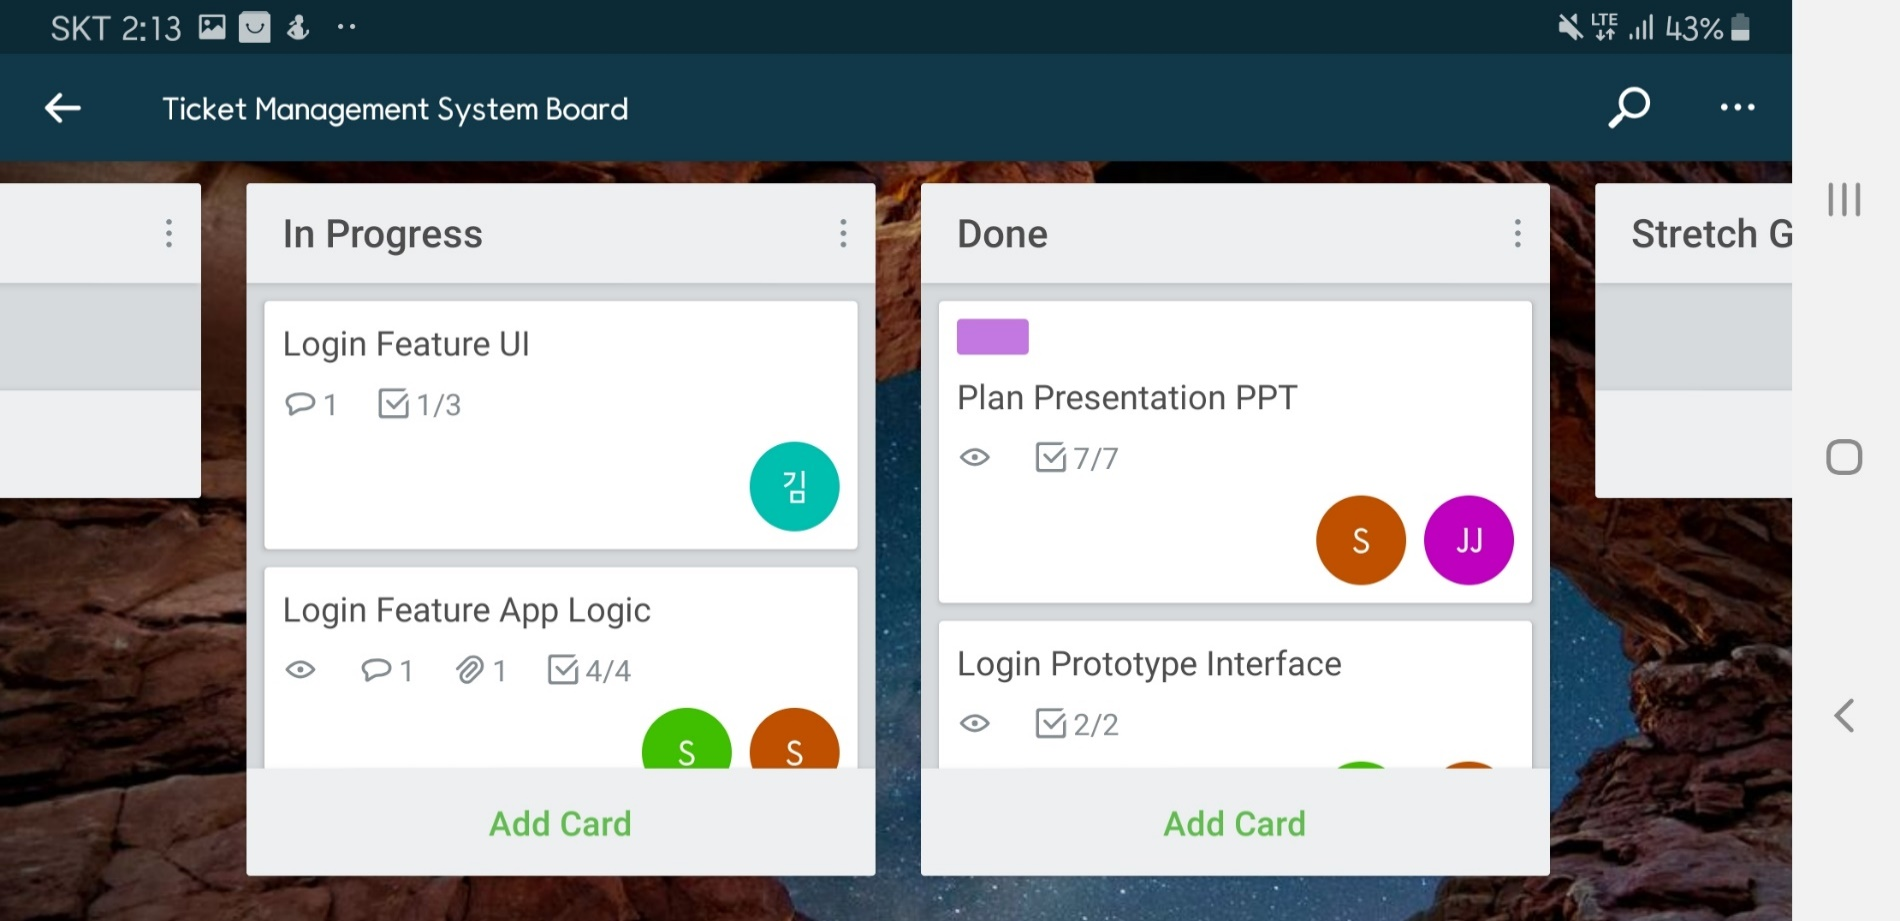 SKT 2:13
LTE 43%
Ticket Management System Board
In Progress
Login Feature UI
1 1/3
김
Login Feature App Logic
1 1 4/4
S S
Add Card
Done
Plan Presentation PPT
7/7
S JJ
Login Prototype Interface
2/2
Add Card
Stretch G